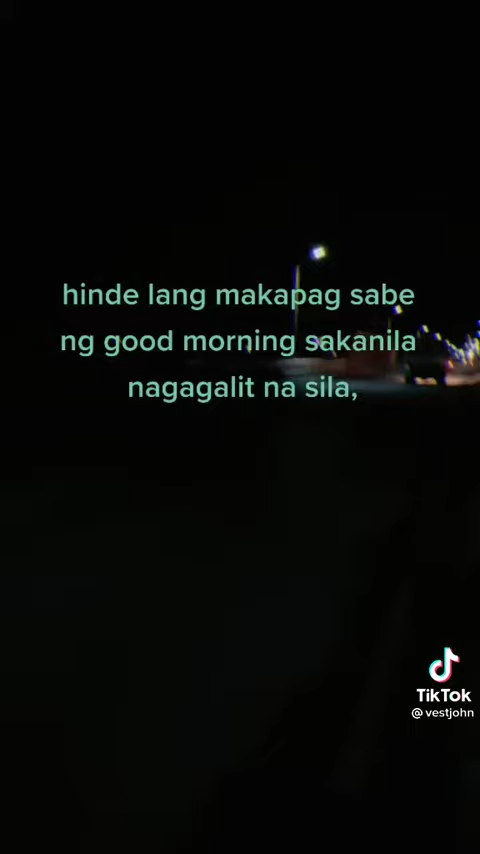 hinde lang makapag sabe
ng good morning sakanila
nagagalit na sila,
TikTok
@vestjohn